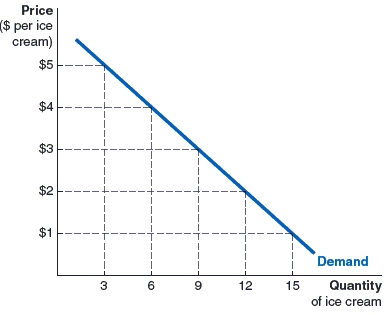 Price
($ per ice
cream)
$5
$4
$3
$2
$1
Demand
3 6 9 12 15 Quantity
of ice cream